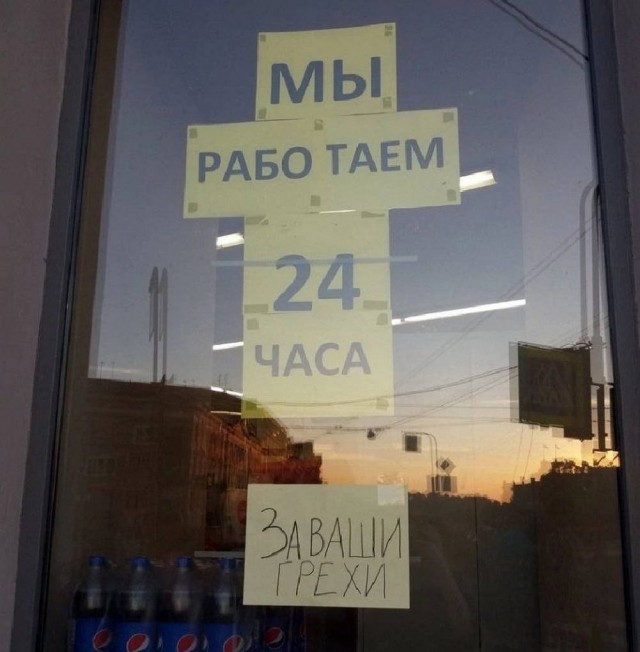 МЫ
РАБО ТАЕМ
24
ЧАСА
ЗА ВАШИ
ГРЕХИ